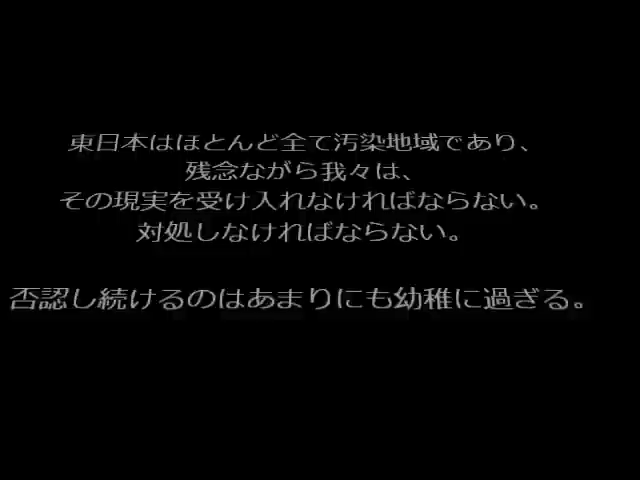 東日本はほとんど全て汚染地域であり、
残念ながら我々は、
その現実を受け入れなければならない。
対処しなければならない。
否認し続けるのはあまりにも幼稚に過ぎる。